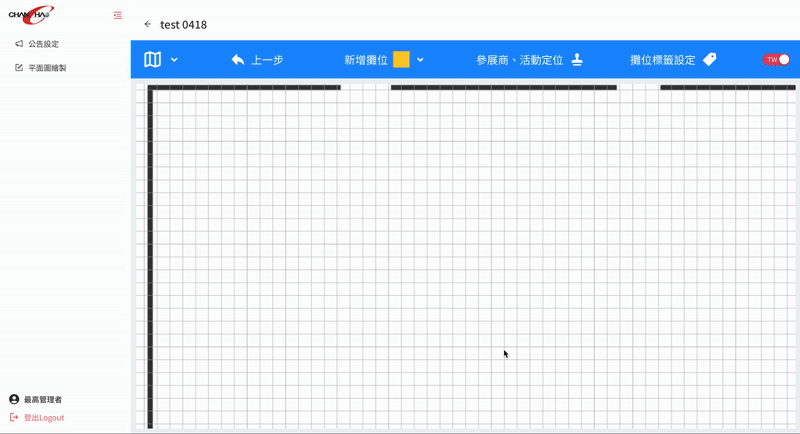 CHAN HAO
test 0418
公告設定
平面圖繪製
上一步
新增攤位
參展商、活動定位
攤位標籤設定
TW
最高管理者
登出Logout